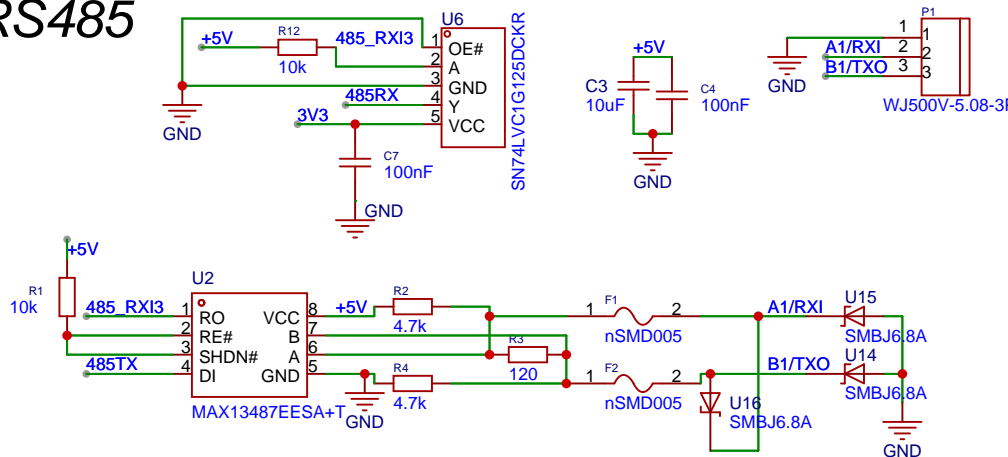 RS485
U6
+5V
R12
10k
485_RXI3
1
OE#
2
A
3
GND
485RX
4
Y
3V3
5
VCC
SN74LVC1G125DCKR
GND
C7
100nF
GND
+5V
C3
10uF
C4
100nF
GND
P1
1
1
A1/RXI
2
2
B1/TXO
3
3
GND
WJ500V-5.08-3P
+5V
R1
10k
U2
485_RXI3
1
RO
2
RE#
3
SHDN#
485TX
4
DI
VCC
8
B
7
A
6
GND
5
MAX13487EESA+T
+5V
R2
4.7k
R3
120
R4
4.7k
GND
1
F1
2
nSMD005
1
F2
2
nSMD005
A1/RXI
U15
SMBJ6.8A
B1/TXO
U14
SMBJ6.8A
U16
SMBJ6.8A
GND